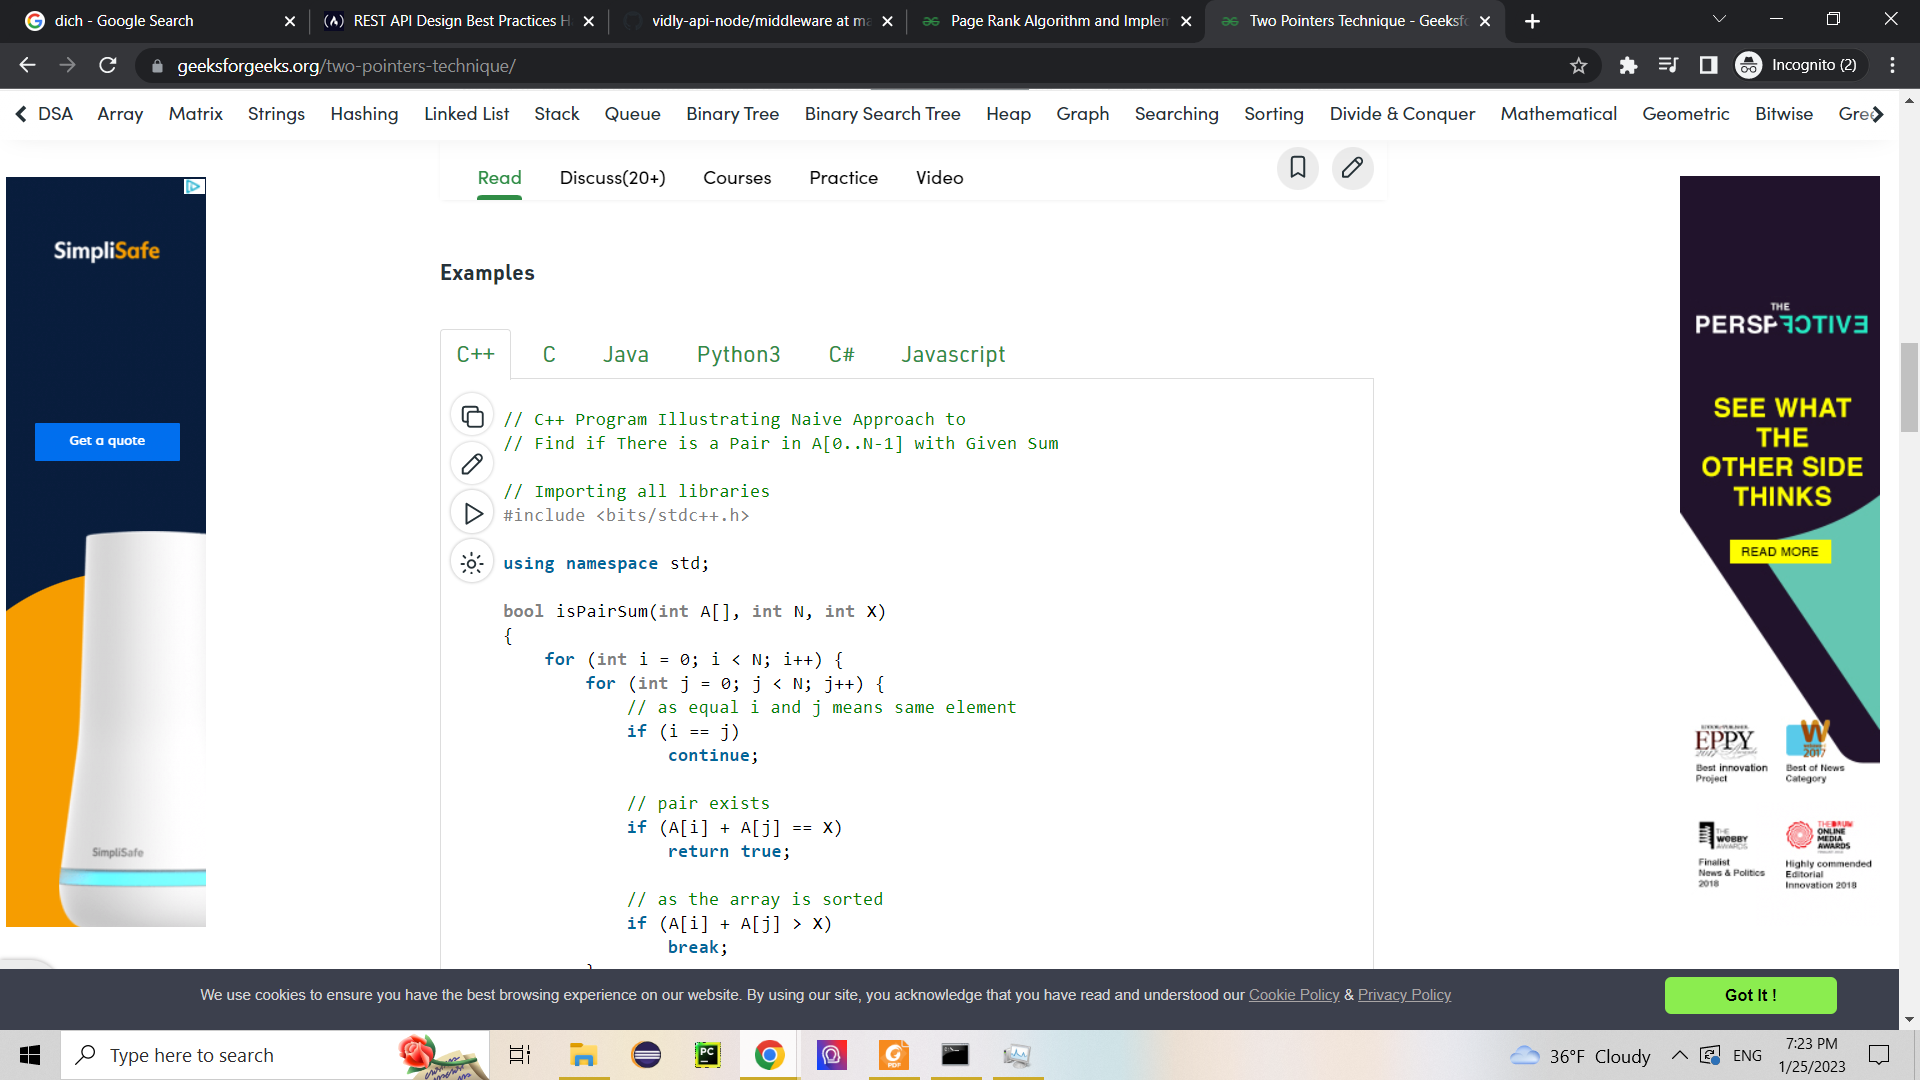 dich - Google Search
REST API Design Best Practices H
vidly-api-node/middleware at ma
Page Rank Algorithm and Implem
Two Pointers Technique - Geeksfo
geeksforgeeks.org/two-pointers-technique/
Incognito (2)
DSA Array Matrix Strings Hashing Linked List Stack Queue Binary Tree Binary Search Tree Heap Graph Searching Sorting Divide & Conquer Mathematical Geometric Bitwise Gree
Read Discuss(20+) Courses Practice Video
SimpliSafe
Get a quote
SimpliSafe
Examples
C++ C Java Python3 C# Javascript
// C++ Program Illustrating Naive Approach to
// Find if There is a Pair in A[0..N-1] with Given Sum
// Importing all libraries
#include <bits/stdc++.h>
using namespace std;
bool isPairSum(int A[], int N, int X)
{
for (int i = 0; i < N; i++) {
for (int j = 0; j < N; j++) {
// as equal i and j means same element
if (i == j)
continue;
// pair exists
if (A[i] + A[j] == X)
return true;
// as the array is sorted
if (A[i] + A[j] > X)
break;
}
THE
PERSPECTIVE
SEE WHAT
THE
OTHER SIDE
THINKS
READ MORE
EPPY
2017
Best innovation
Project
W
2017
Best of News
Category
THE
WEBBY
AWARDS
Finalist
News & Politics
2018
THE DRUM
ONLINE
MEDIA
AWARDS
Highly commended
Editorial
Innovation 2018
We use cookies to ensure you have the best browsing experience on our website. By using our site, you acknowledge that you have read and understood our Cookie Policy & Privacy Policy
Got It !
Type here to search
PC
PDF
36°F Cloudy
ENG
7:23 PM
1/25/2023